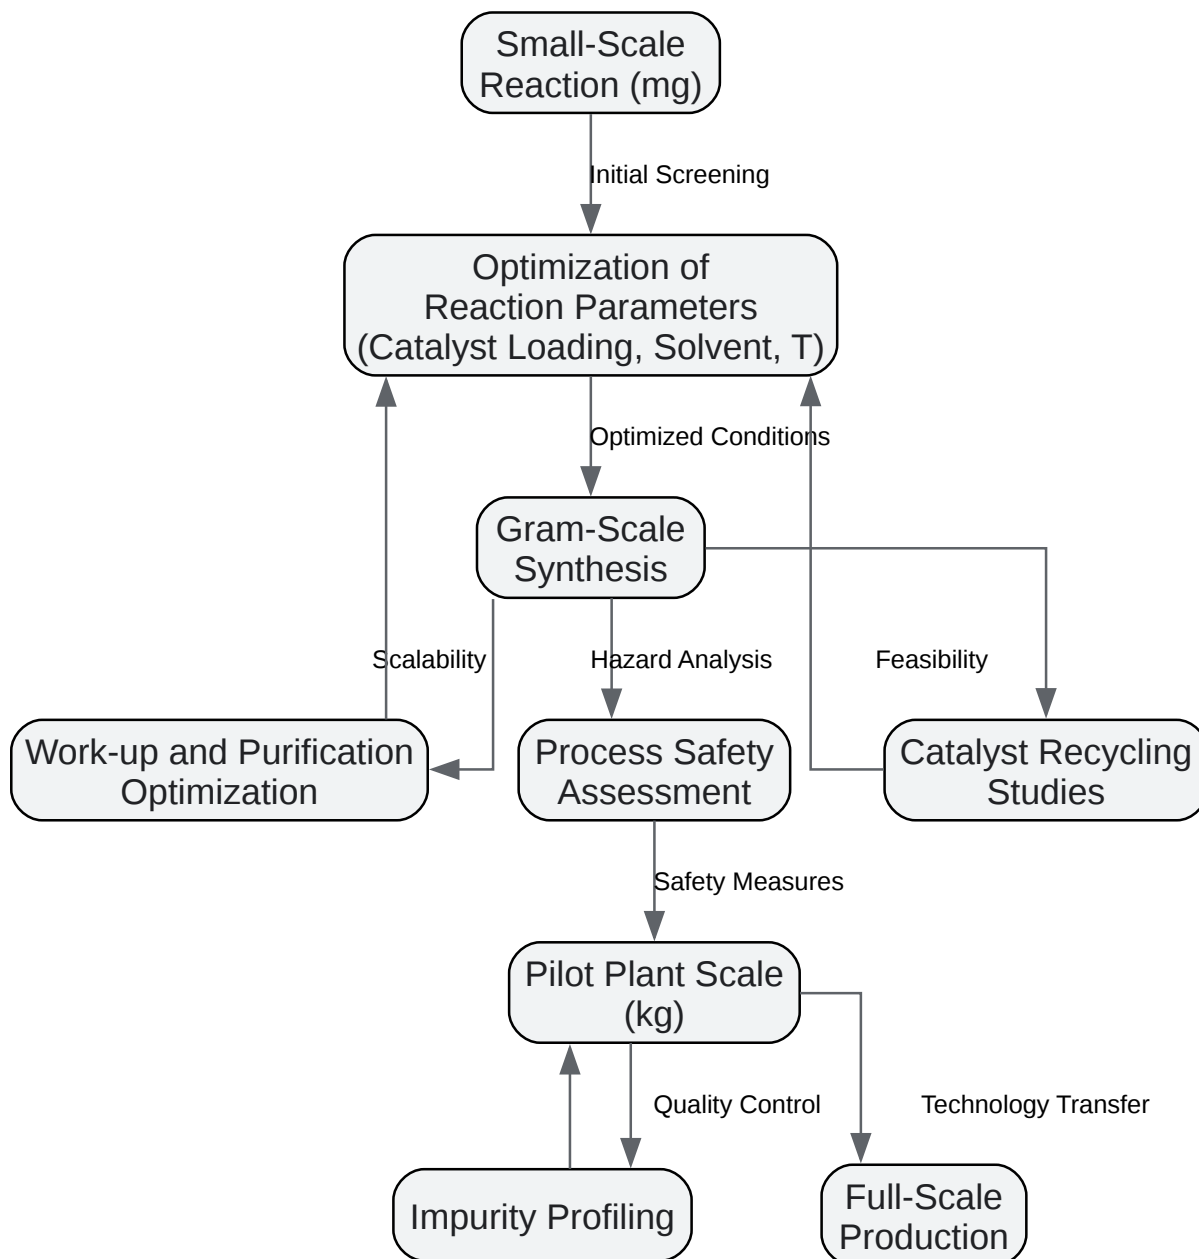 Small-Scale
Reaction (mg)
Initial Screening
Optimization of
Reaction Parameters
(Catalyst Loading, Solvent, T)
Optimized Conditions
Gram-Scale
Synthesis
Scalability
Hazard Analysis
Feasibility
Work-up and Purification
Optimization
Process Safety
Assessment
Catalyst Recycling
Studies
Safety Measures
Pilot Plant Scale
(kg)
Quality Control
Technology Transfer
Impurity Profiling
Full-Scale
Production